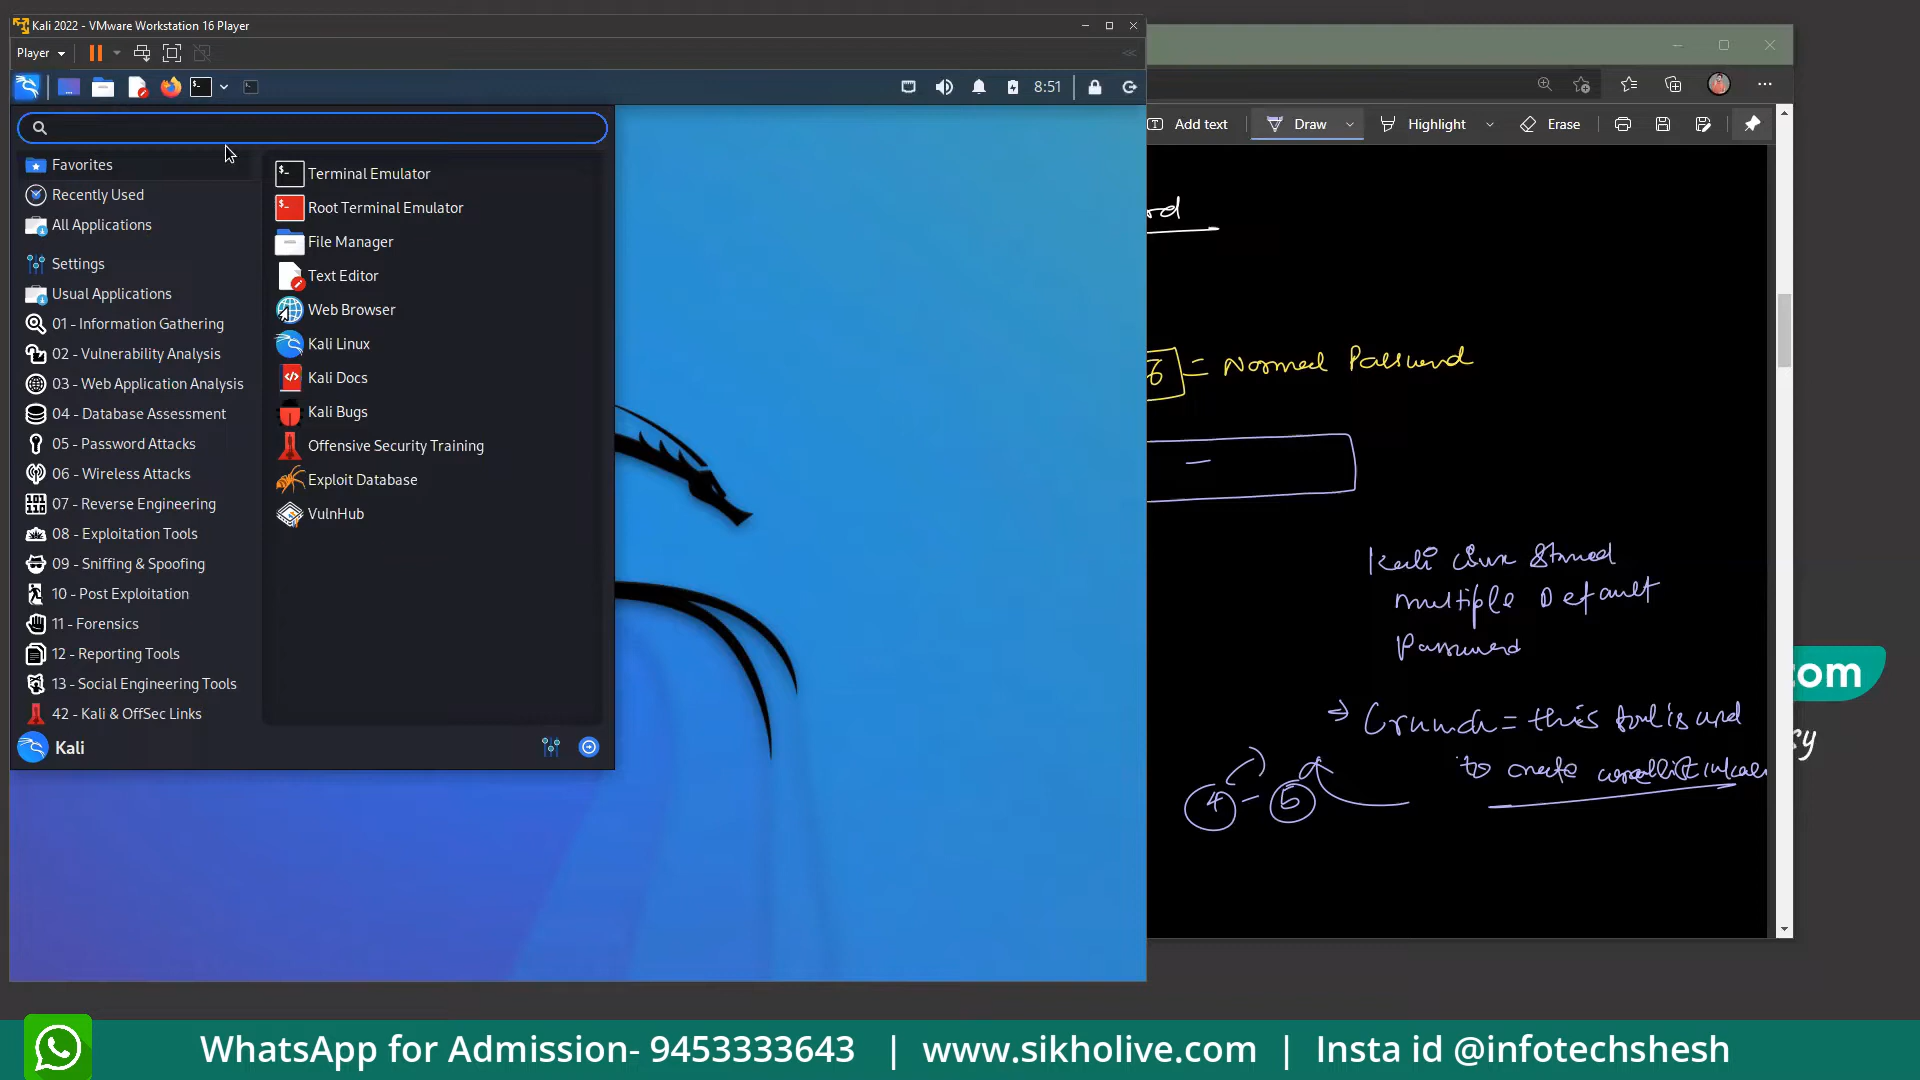 Kali 2022 - VMware Workstation 16 Player
Player
8:51
Favorites
Recently Used
All Applications
Settings
Usual Applications
01 - Information Gathering
02 - Vulnerability Analysis
03 - Web Application Analysis
04 - Database Assessment
05 - Password Attacks
06 - Wireless Attacks
07 - Reverse Engineering
08 - Exploitation Tools
09 - Sniffing & Spoofing
10 - Post Exploitation
11 - Forensics
12 - Reporting Tools
13 - Social Engineering Tools
42 - Kali & OffSec Links
Kali
Terminal Emulator
Root Terminal Emulator
File Manager
Text Editor
Web Browser
Kali Linux
Kali Docs
Kali Bugs
Offensive Security Training
Exploit Database
VulnHub
Add text
Draw
Highlight
Erase
= Normal Password
Kali Linux Stored
multiple Default
Password
→ Crunch = this tool is used
to create wordlist
4 - 5
com
WhatsApp for Admission- 9453333643 | www.sikholive.com | Insta id @infotechshesh